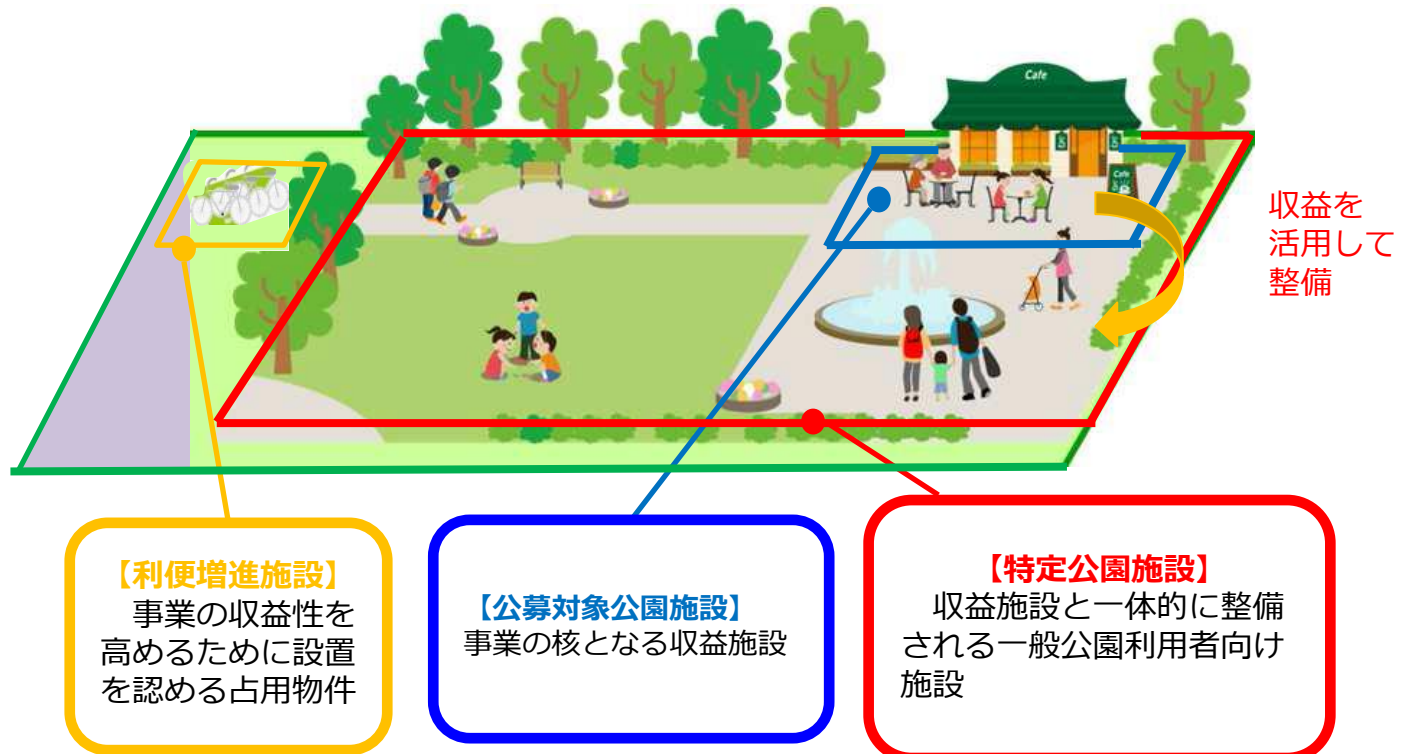 Cafe
Cafe
収益を
活用して
整備
【利便増進施設】
事業の収益性を
高めるために設置
を認める占用物件
【公募対象公園施設】
事業の核となる収益施設
【特定公園施設】
収益施設と一体的に整備
される一般公園利用者向け
施設